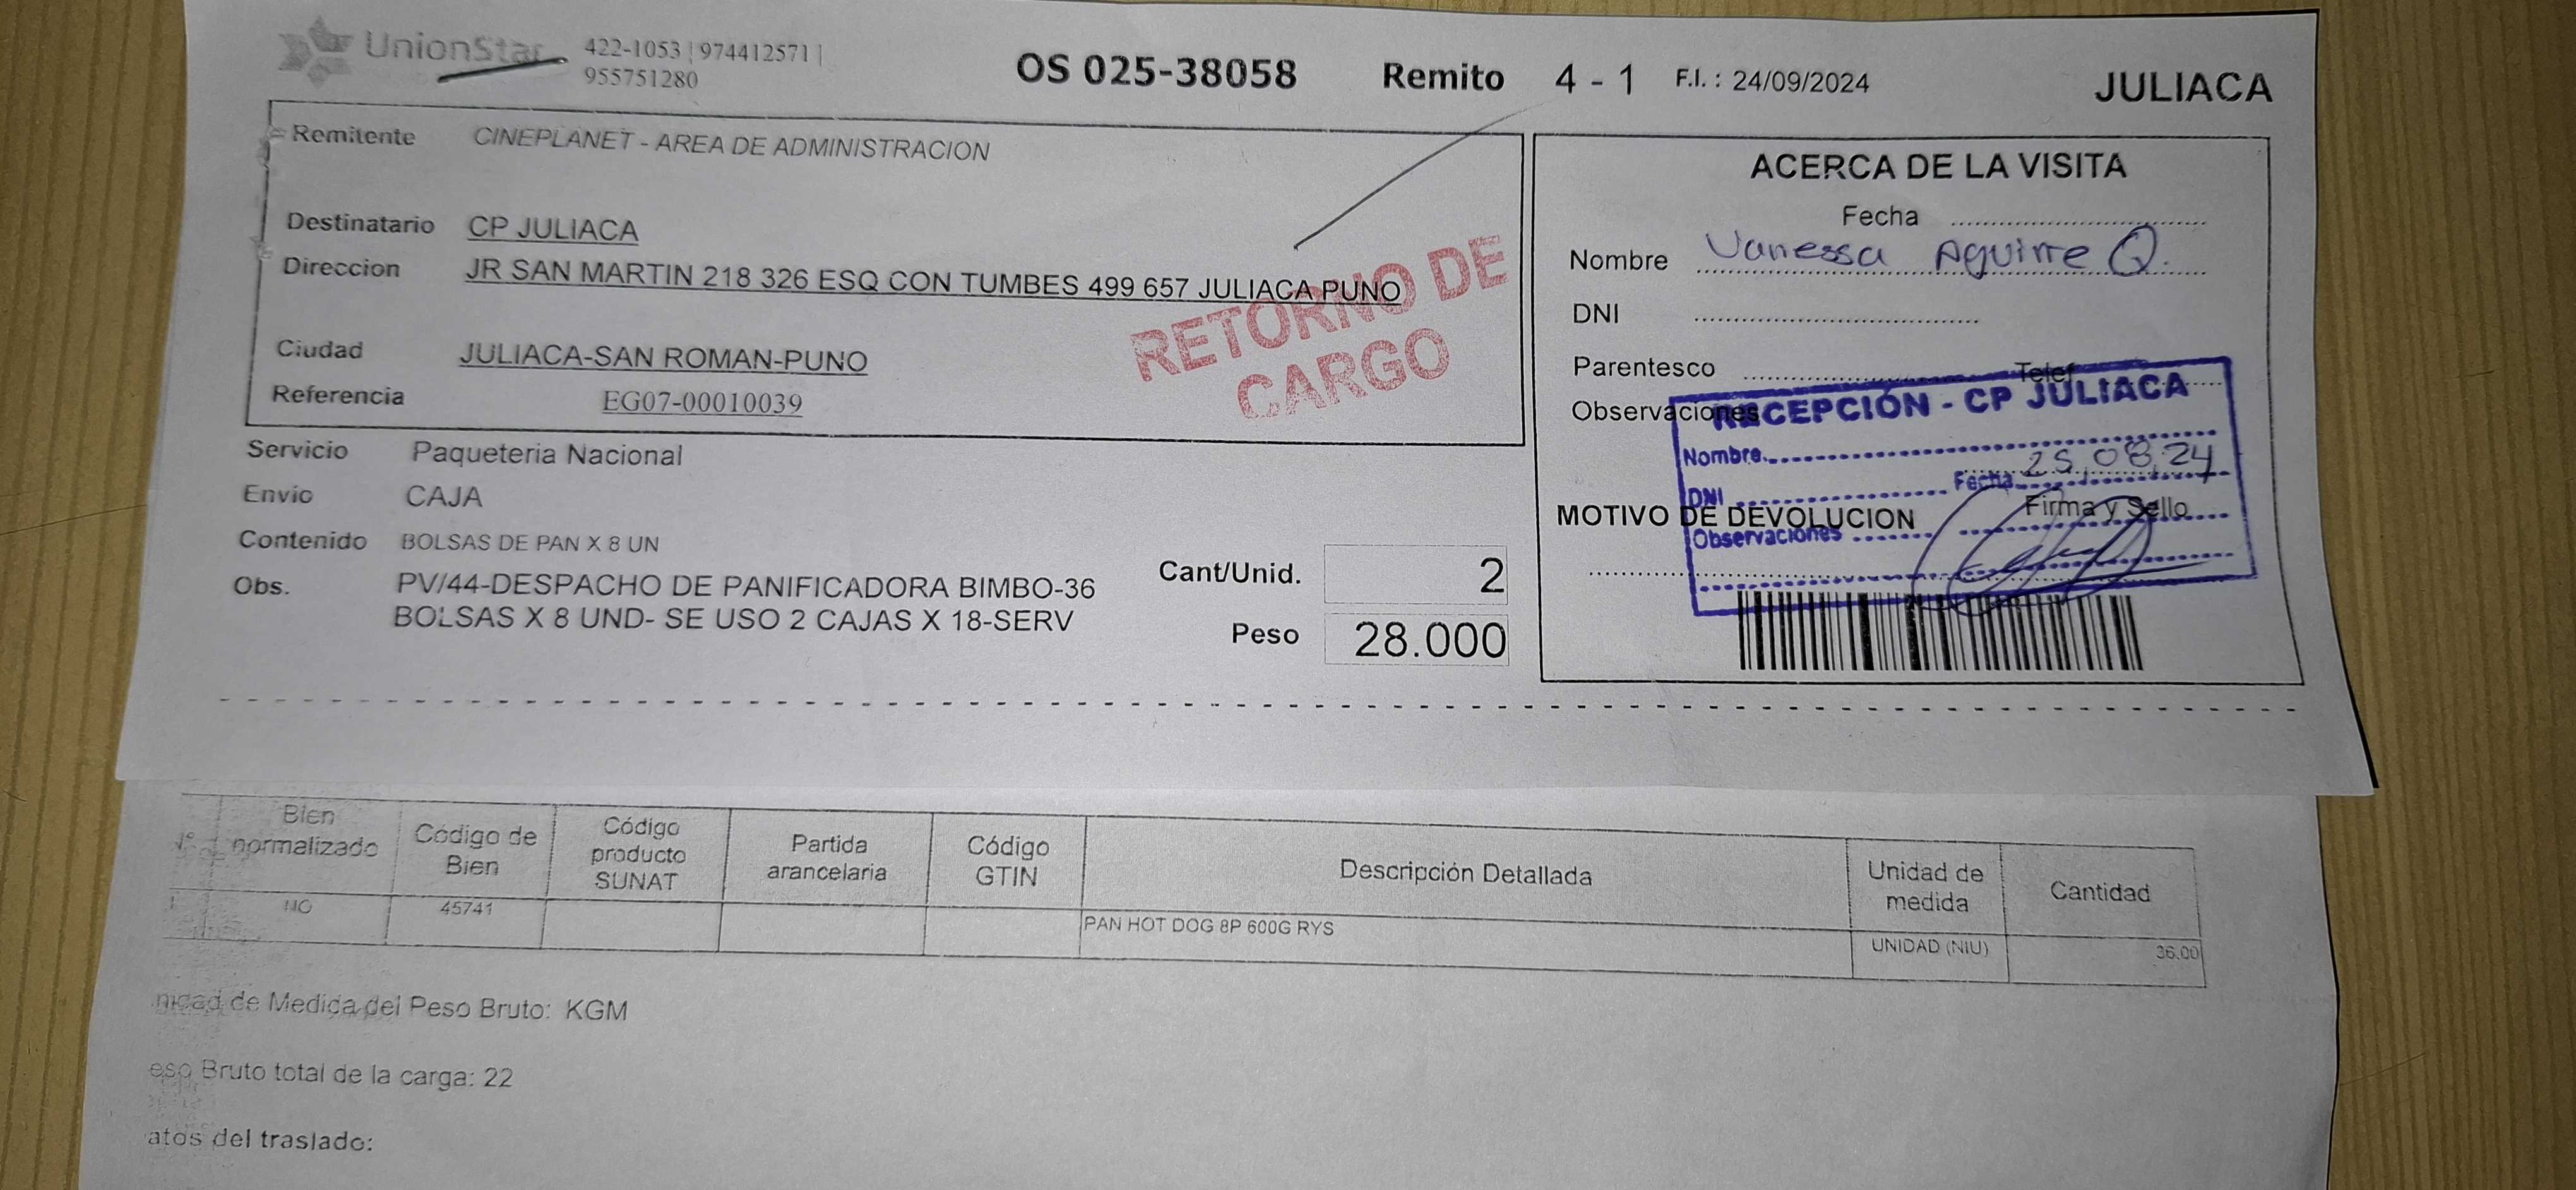 UnionStar
422-1053 | 974412571 |
955751280
OS 025-38058 Remito 4 - 1 F.I. : 24/09/2024 JULIACA
Remitente CINEPLANET - AREA DE ADMINISTRACION
Destinatario CP JULIACA
Direccion JR SAN MARTIN 218 326 ESQ CON TUMBES 499 657 JULIACA PUNO
Ciudad JULIACA-SAN ROMAN-PUNO
Referencia EG07-00010039
RETORNO DE
CARGO
Servicio Paqueteria Nacional
Envio CAJA
Contenido BOLSAS DE PAN X 8 UN
Obs. PV/44-DESPACHO DE PANIFICADORA BIMBO-36
BOLSAS X 8 UND- SE USO 2 CAJAS X 18-SERV
Cant/Unid. 2
Peso 28.000
ACERCA DE LA VISITA
Fecha
Nombre Vanessa Aguirre Q.
DNI
Parentesco Telef
Observaciones
RECEPCIÓN - CP JULIACA
Nombre
DNI Fecha 25,08,24
Observaciones
MOTIVO DE DEVOLUCION Firma y Sello
N° Bien normalizado Código de Bien Código producto SUNAT Partida arancelaria Código GTIN Descripción Detallada Unidad de medida Cantidad
1 NO 45741 PAN HOT DOG 8P 600G RYS UNIDAD (NIU) 36.00
nidad de Medida del Peso Bruto: KGM
eso Bruto total de la carga: 22
atos del traslado: